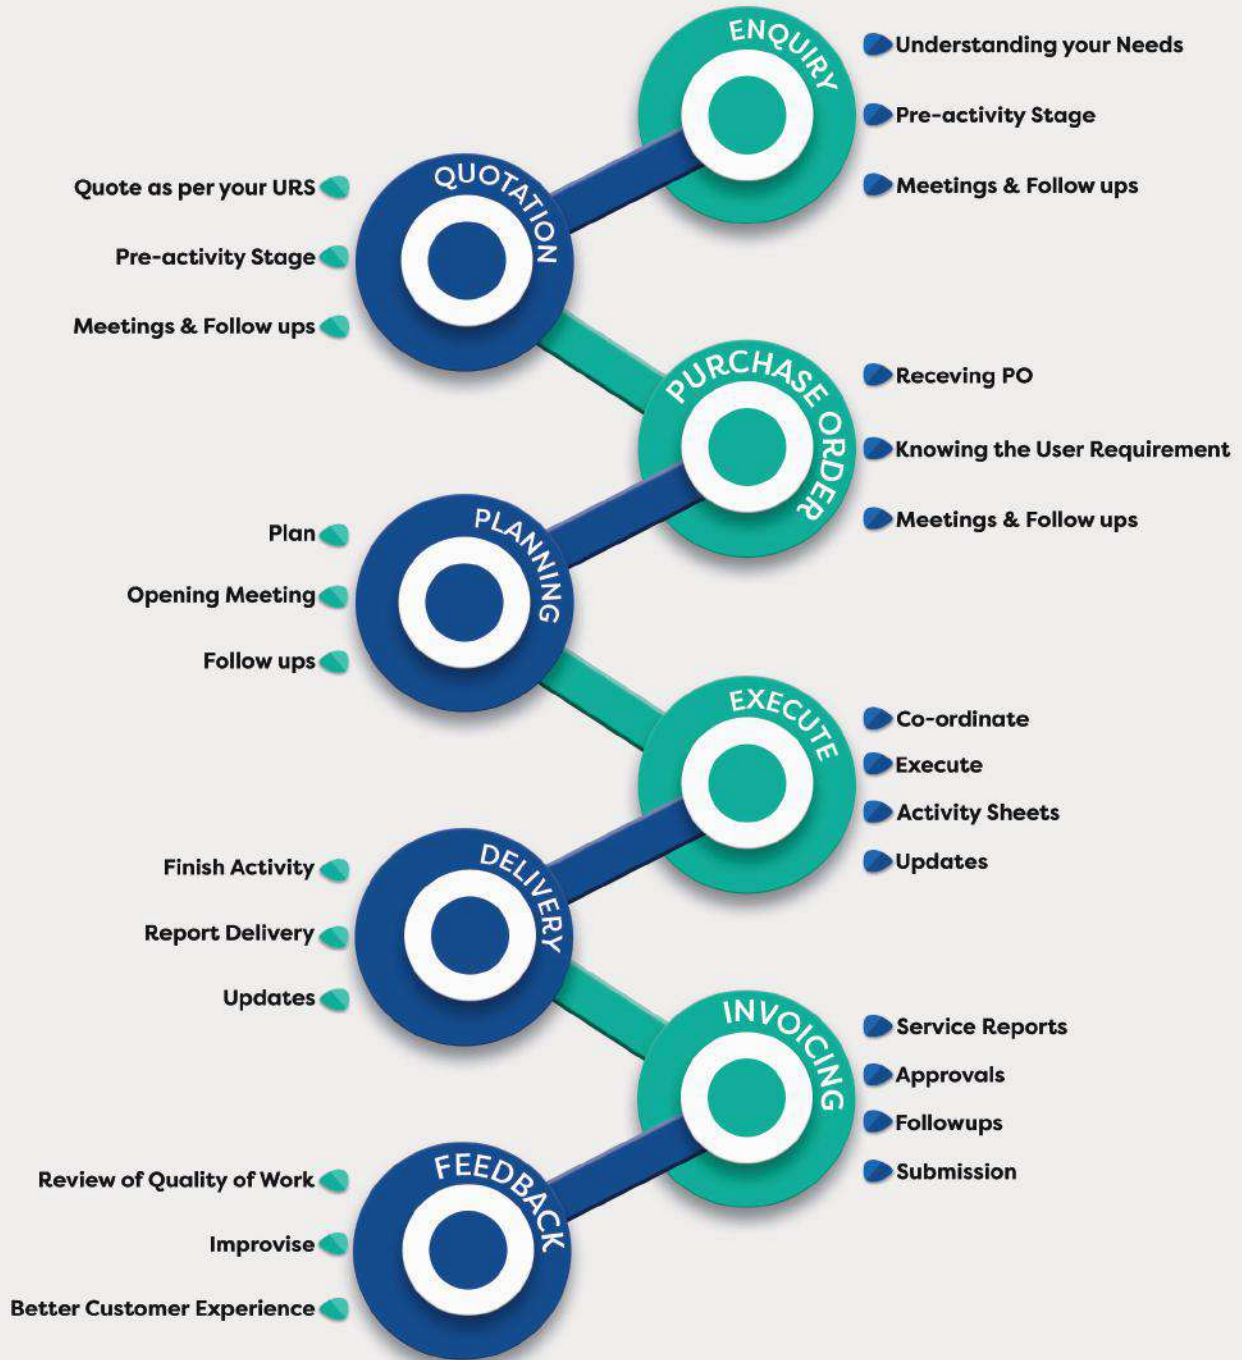 ENQUIRY
Understanding your Needs
Pre-activity Stage
Meetings & Follow ups
QUOTATION
Quote as per your URS
Pre-activity Stage
Meetings & Follow ups
PURCHASE ORDER
Receving PO
Knowing the User Requirement
Meetings & Follow ups
PLANNING
Plan
Opening Meeting
Follow ups
EXECUTE
Co-ordinate
Execute
Activity Sheets
Updates
DELIVERY
Finish Activity
Report Delivery
Updates
INVOICING
Service Reports
Approvals
Followups
Submission
FEEDBACK
Review of Quality of Work
Improvise
Better Customer Experience